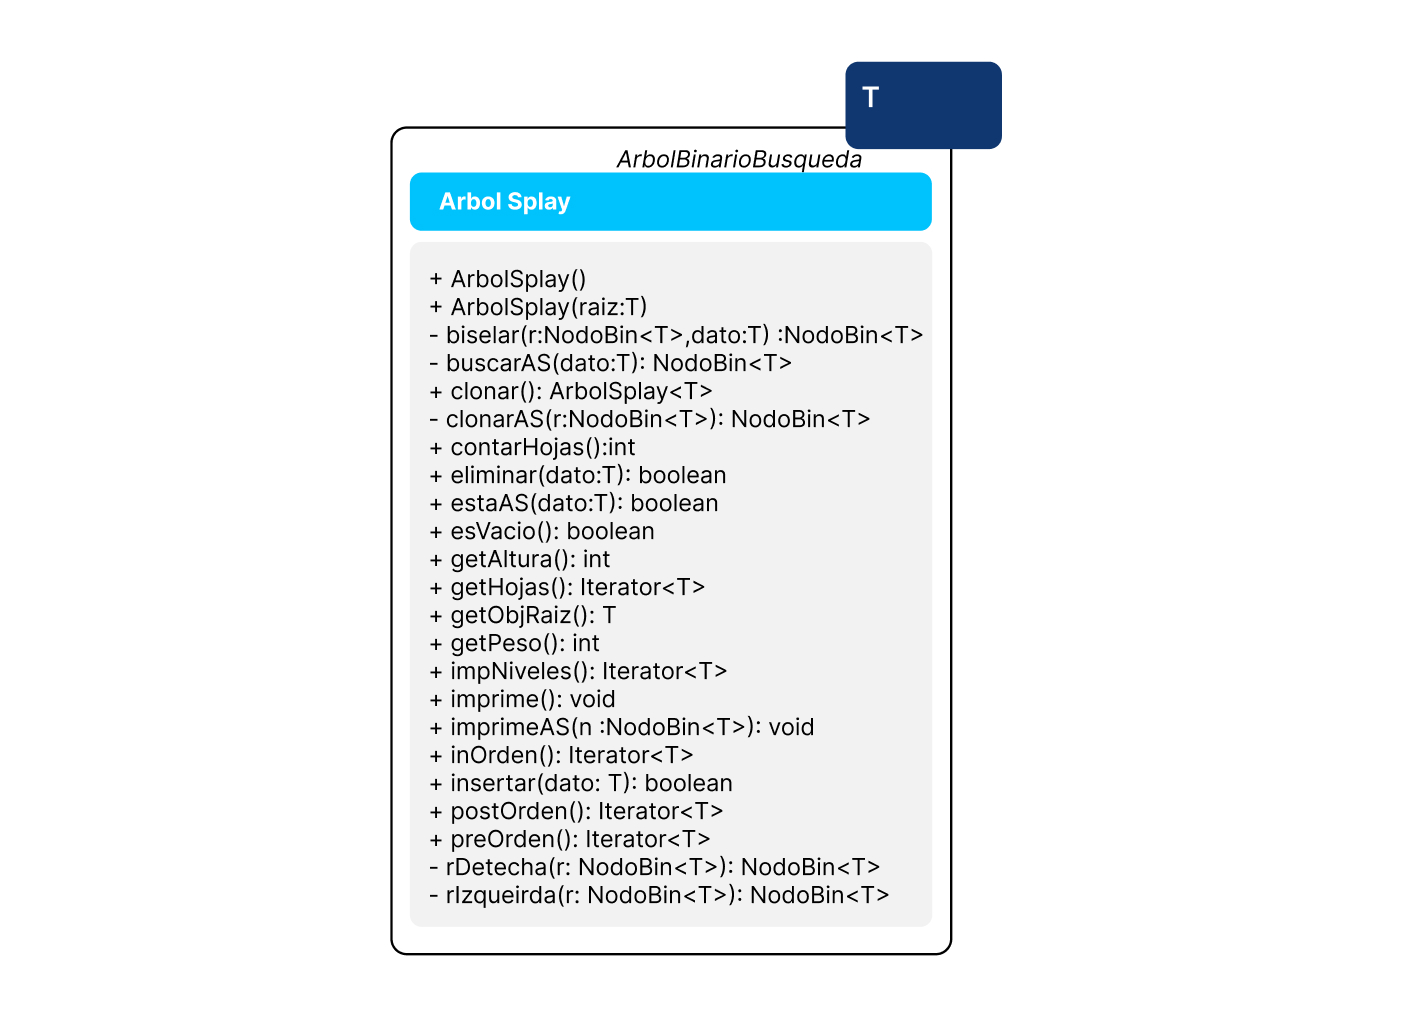 T
ArbolBinarioBusqueda
Arbol Splay
+ ArbolSplay()
+ ArbolSplay(raiz:T)
- biselar(r:NodoBin<T>,dato:T) :NodoBin<T>
- buscarAS(dato:T): NodoBin<T>
+ clonar(): ArbolSplay<T>
- clonarAS(r:NodoBin<T>): NodoBin<T>
+ contarHojas():int
+ eliminar(dato:T): boolean
+ estaAS(dato:T): boolean
+ esVacio(): boolean
+ getAltura(): int
+ getHojas(): Iterator<T>
+ getObjRaiz(): T
+ getPeso(): int
+ impNiveles(): Iterator<T>
+ imprime(): void
+ imprimeAS(n :NodoBin<T>): void
+ inOrden(): Iterator<T>
+ insertar(dato: T): boolean
+ postOrden(): Iterator<T>
+ preOrden(): Iterator<T>
- rDetecha(r: NodoBin<T>): NodoBin<T>
- rIzqueirda(r: NodoBin<T>): NodoBin<T>